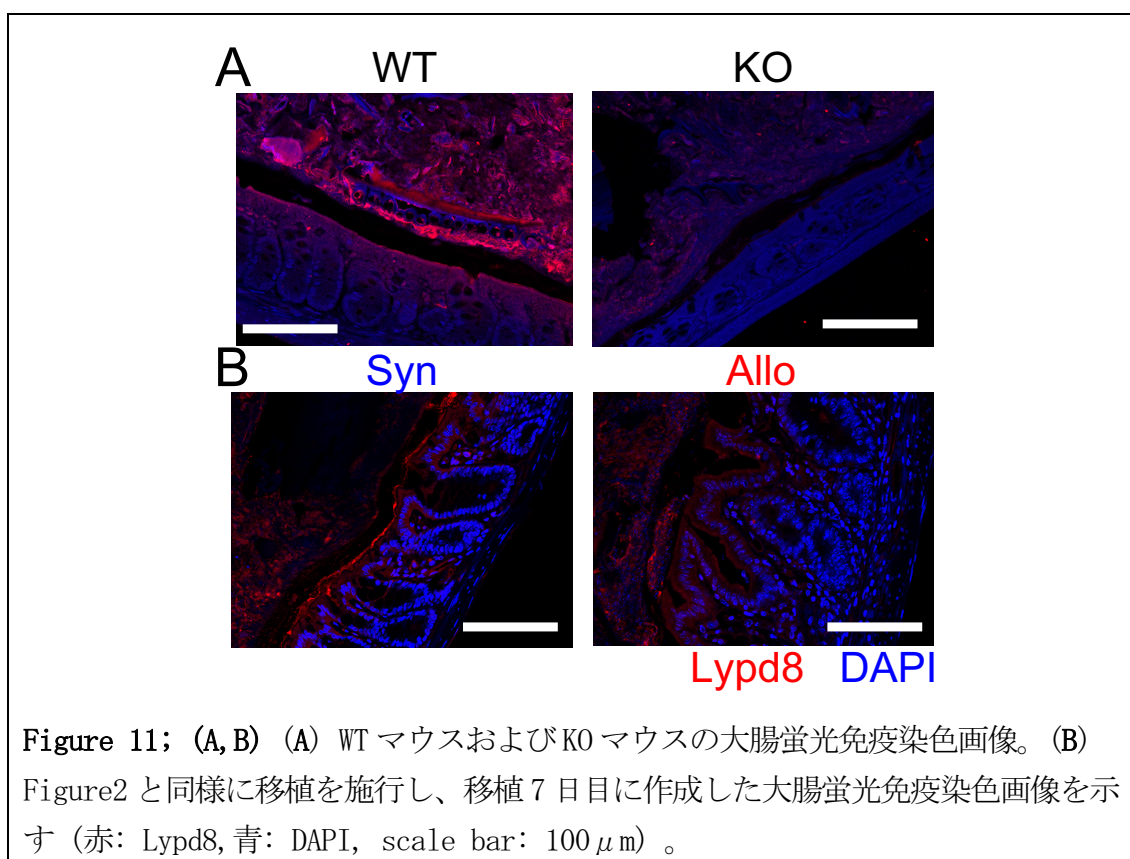 A WT KO
B Syn Allo
Lypd8 DAPI
Figure 11; (A,B) (A) WT マウスおよび KO マウスの大腸蛍光免疫染色画像。(B)
Figure2 と同様に移植を施行し、移植 7 日目に作成した大腸蛍光免疫染色画像を示
す (赤: Lypd8,青: DAPI, scale bar: 100μm) 。